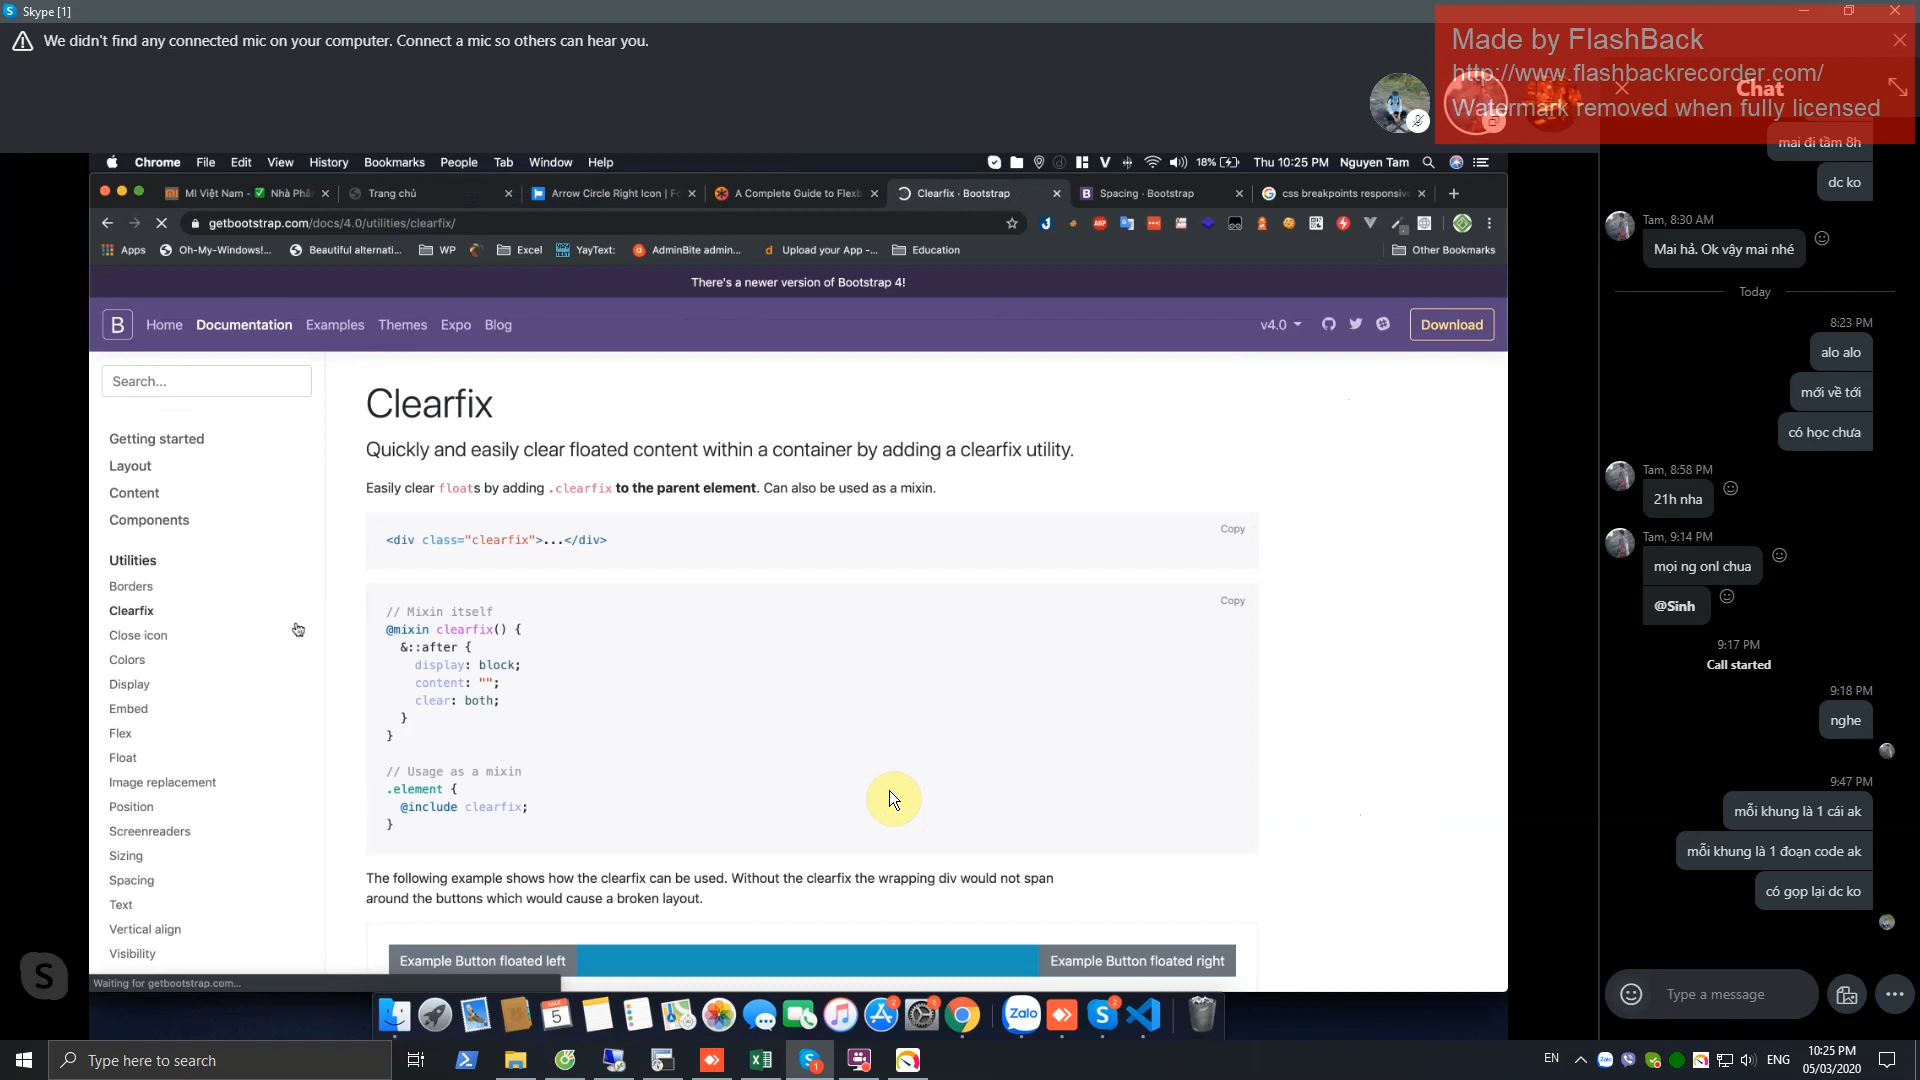 Skype [1]
We didn't find any connected mic on your computer. Connect a mic so others can hear you.
Made by FlashBack
http://www.flashbackrecorder.com/
Watermark removed when fully licensed
Chat
Chrome File Edit View History Bookmarks People Tab Window Help
18% Thu 10:25 PM Nguyen Tam
MI Việt Nam - ✅ Nhà Phâ
Trang chủ
Arrow Circle Right Icon | Fo
A Complete Guide to Flexb
Clearfix · Bootstrap
Spacing · Bootstrap
css breakpoints responsiv
getbootstrap.com/docs/4.0/utilities/clearfix/
Apps
Oh-My-Windows!...
Beautiful alternati...
WP
Excel
YayText:
AdminBite admin...
Upload your App -...
Education
Other Bookmarks
There's a newer version of Bootstrap 4!
B Home Documentation Examples Themes Expo Blog
v4.0 Download
Search...
Getting started
Layout
Content
Components
Utilities
Borders
Clearfix
Close icon
Colors
Display
Embed
Flex
Float
Image replacement
Position
Screenreaders
Sizing
Spacing
Text
Vertical align
Visibility
Waiting for getbootstrap.com...
Clearfix
Quickly and easily clear floated content within a container by adding a clearfix utility.
Easily clear floats by adding .clearfix to the parent element. Can also be used as a mixin.
Copy
<div class="clearfix">...</div>
Copy
// Mixin itself
@mixin clearfix() {
&::after {
display: block;
content: "";
clear: both;
}
}
// Usage as a mixin
.element {
@include clearfix;
}
The following example shows how the clearfix can be used. Without the clearfix the wrapping div would not span
around the buttons which would cause a broken layout.
Example Button floated left
Example Button floated right
mai đi tầm 8h
dc ko
Tam, 8:30 AM
Mai hả. Ok vậy mai nhé
Today
8:23 PM
alo alo
mới về tới
có học chưa
Tam, 8:58 PM
21h nha
Tam, 9:14 PM
mọi ng onl chua
@Sinh
9:17 PM
Call started
9:18 PM
nghe
9:47 PM
mỗi khung là 1 cái ak
mỗi khung là 1 đoạn code ak
có gọp lại dc ko
Type a message
MAR
5
Zalo
2
1
2
Type here to search
EN
ENG
10:25 PM
05/03/2020